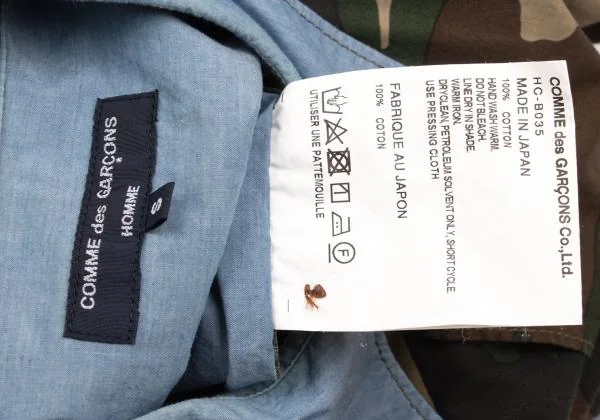 COMME des GARÇONS
HOMME
S
COMME des GARÇONS Co.,Ltd.
HC-B035
MADE IN JAPAN
100% COTTON
HAND WASH WARM.
DO NOT BLEACH.
LINE DRY IN SHADE.
WARM IRON.
DRYCLEAN, PETROLEUM SOLVENT ONLY, SHORT CYCLE.
USE PRESSING CLOTH
FABRIQUE AU JAPON
100% COTON
F
UTILISER UNE PATTEMOUILLE